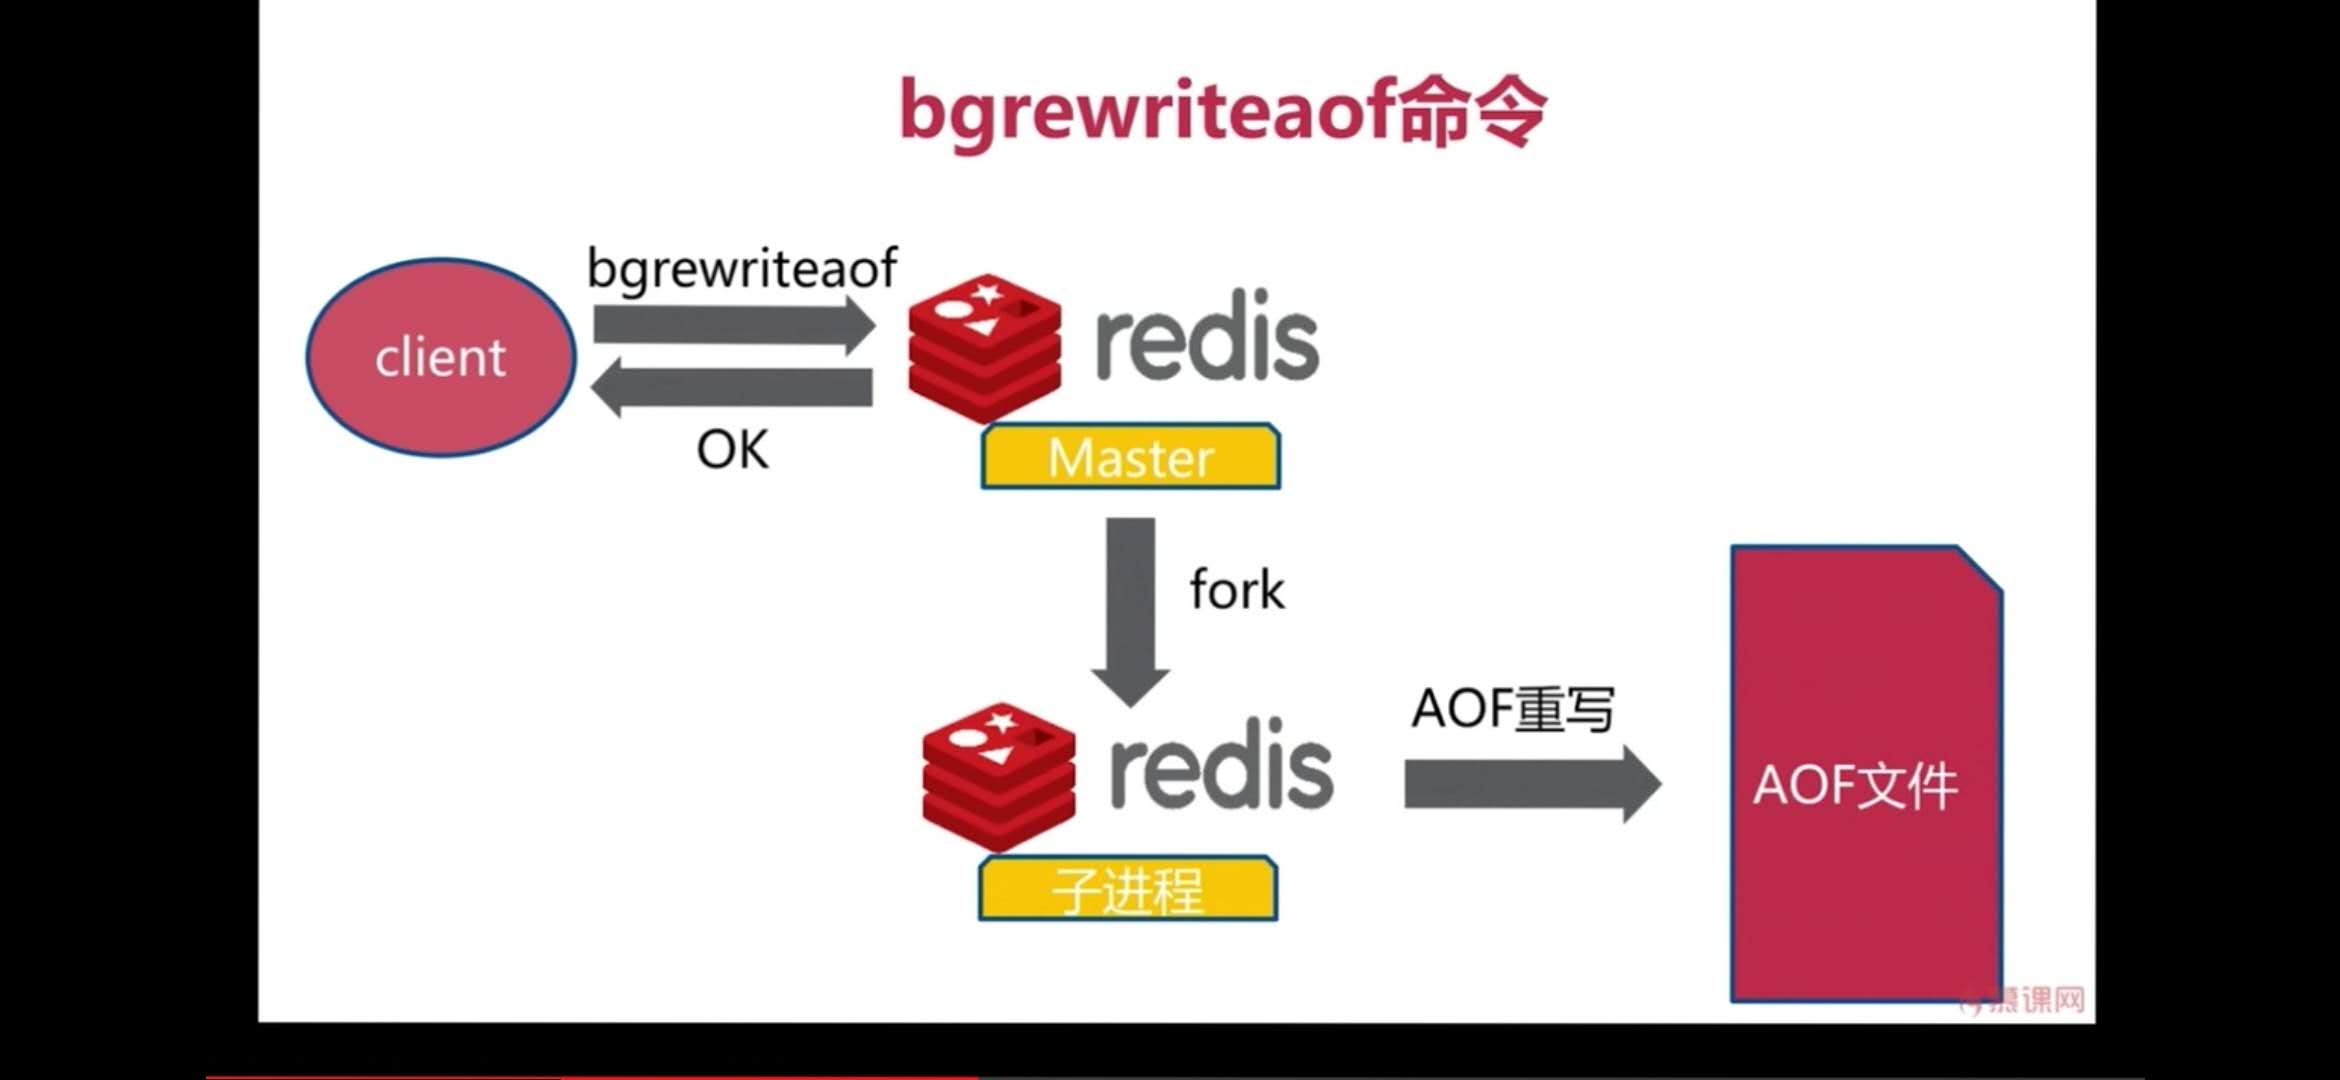 bgrewriteaof命令
bgrewriteaof
client
redis
OK
Master
fork
AOF重写
redis
AOF文件
子进程
慕课网